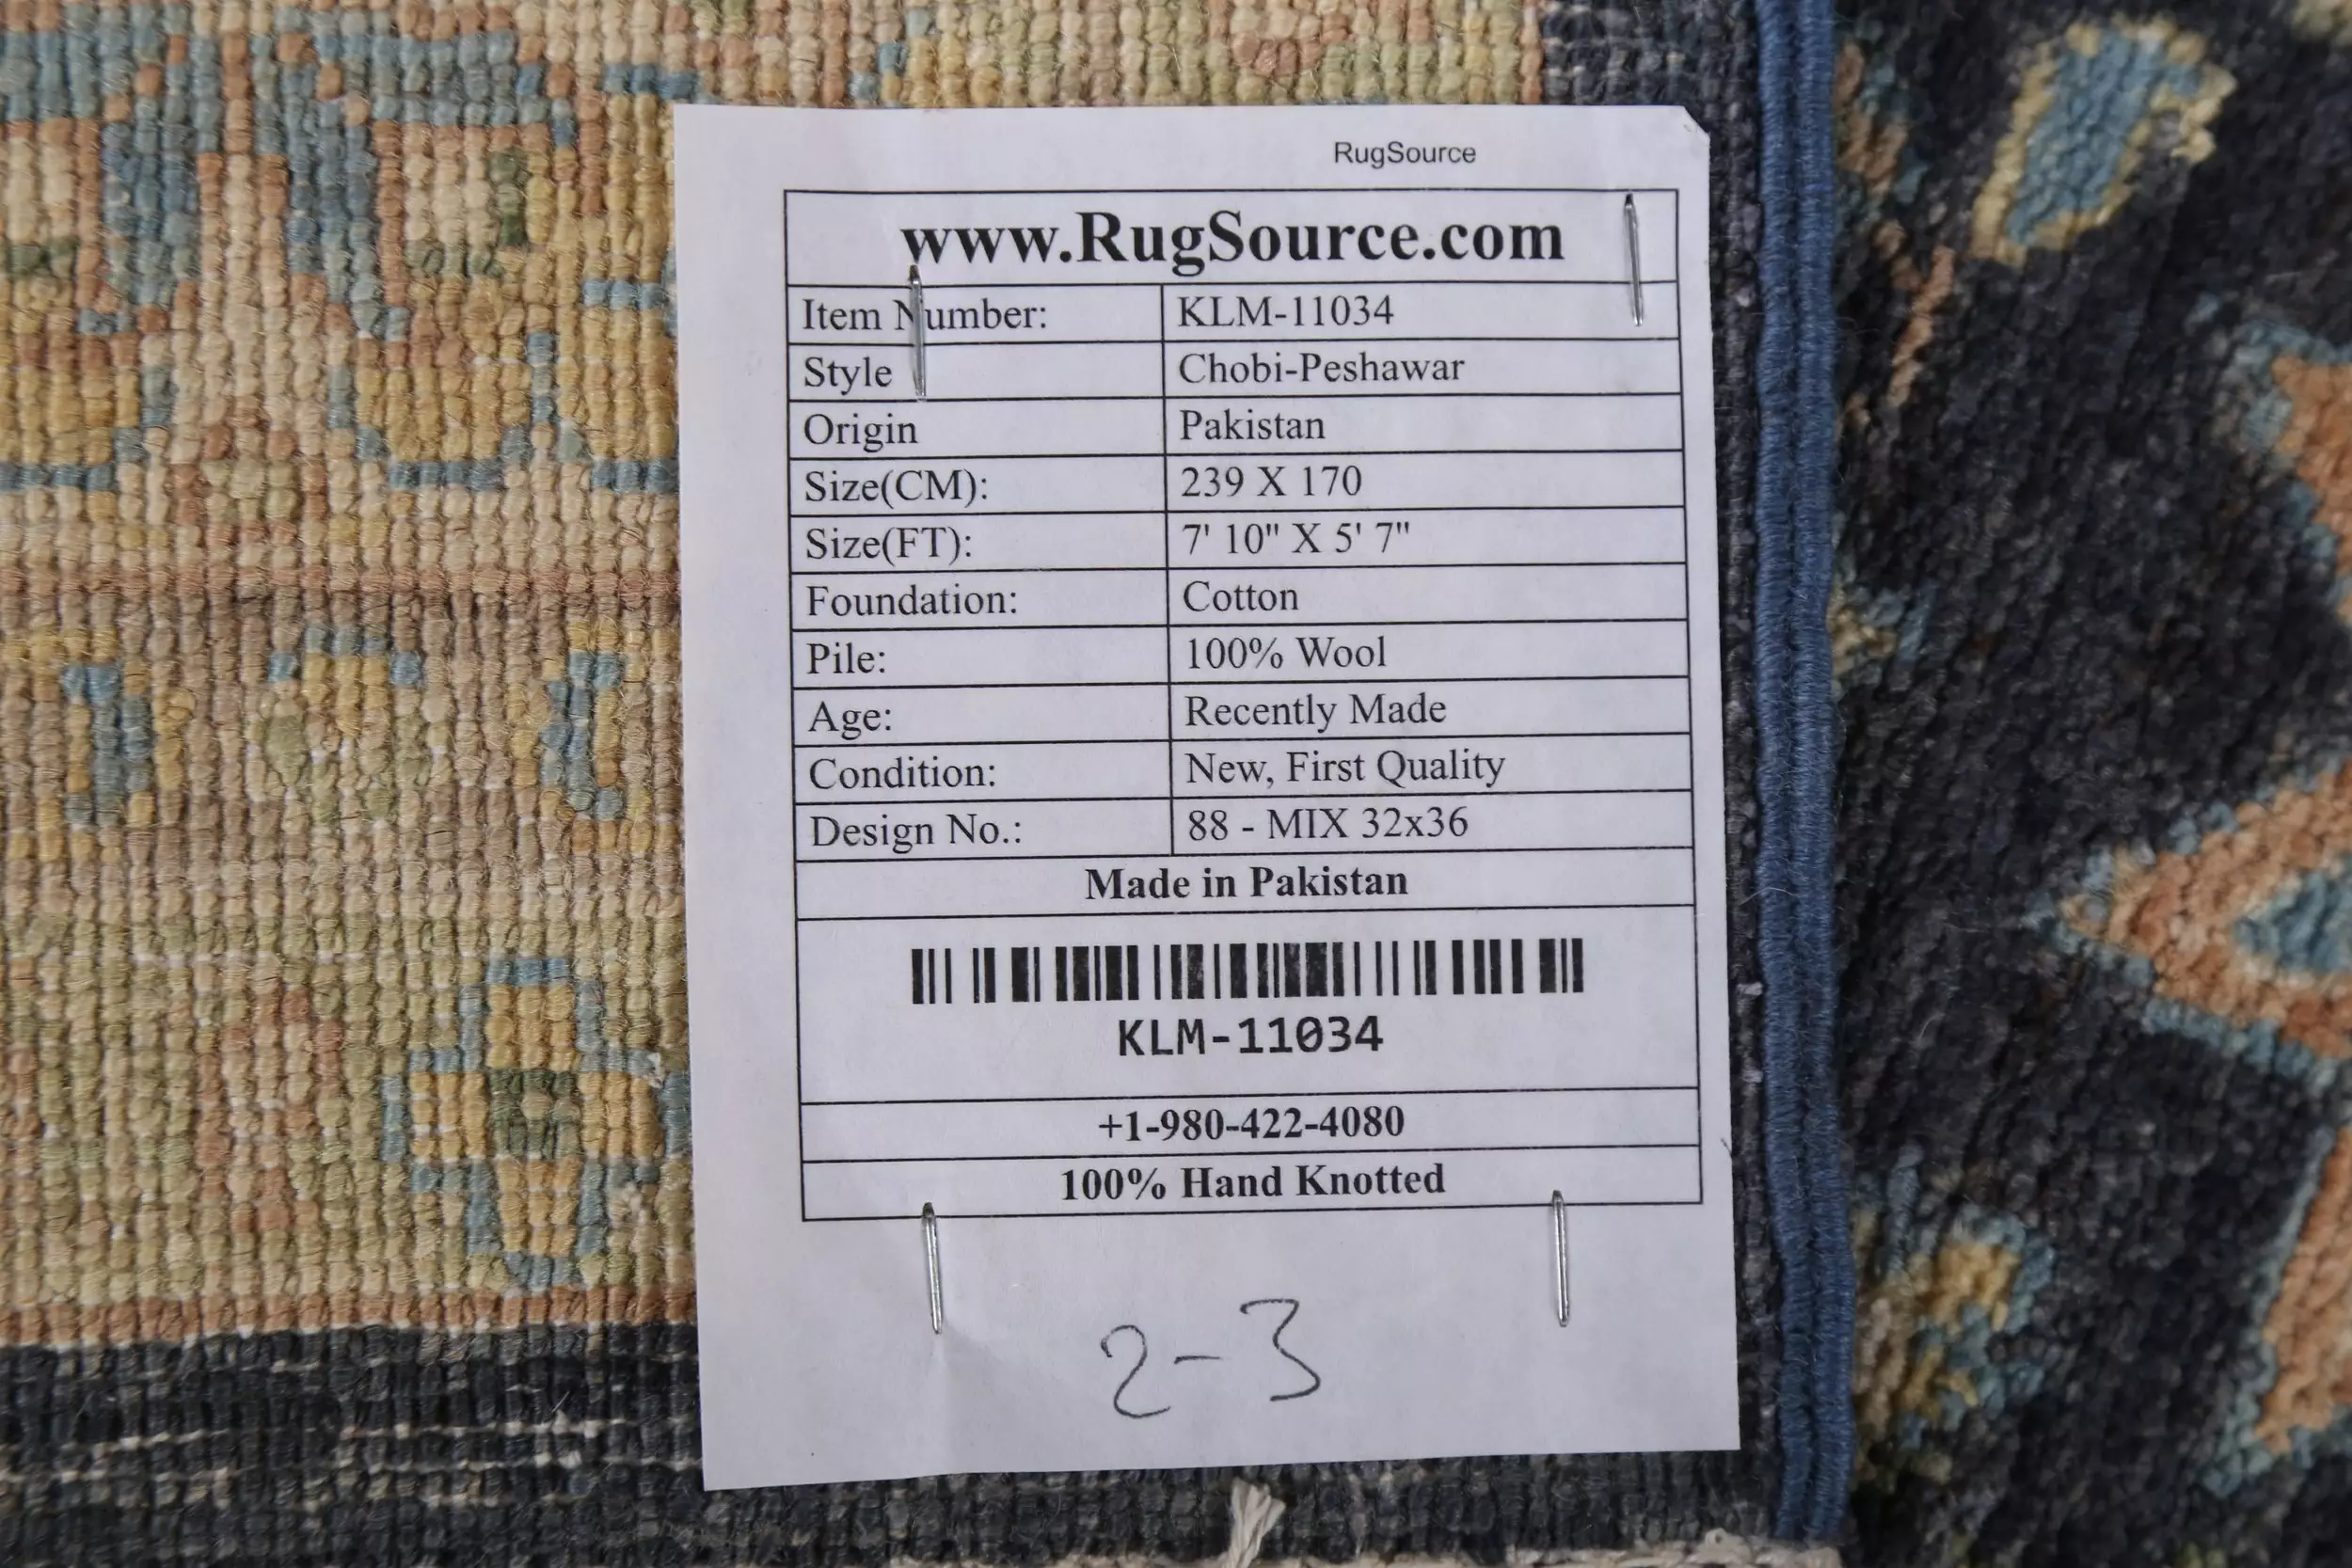 RugSource
www.RugSource.com
Item Number: KLM-11034
Style Chobi-Peshawar
Origin Pakistan
Size(CM): 239 X 170
Size(FT): 7' 10" X 5' 7"
Foundation: Cotton
Pile: 100% Wool
Age: Recently Made
Condition: New, First Quality
Design No.: 88 - MIX 32x36
Made in Pakistan
KLM-11034
+1-980-422-4080
100% Hand Knotted
2-3